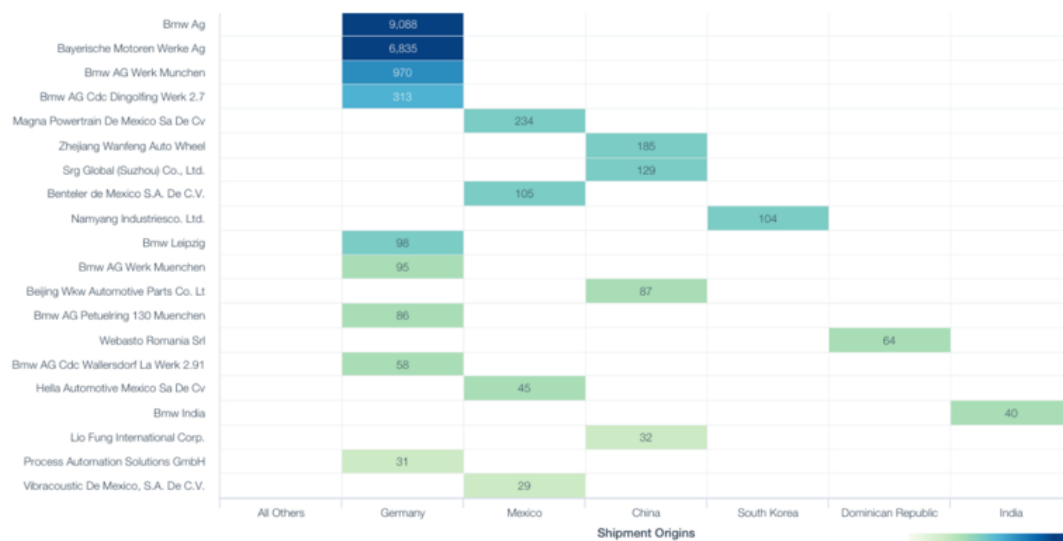 Bmw Ag 9,088
Bayerische Motoren Werke Ag 6,835
Bmw AG Werk Munchen 970
Bmw AG Cdc Dingolfing Werk 2.7 313
Magna Powertrain De Mexico Sa De Cv 234
Zhejiang Wanfeng Auto Wheel 185
Srg Global (Suzhou) Co., Ltd. 129
Benteler de Mexico S.A. De C.V. 105
Namyang Industriesco. Ltd. 104
Bmw Leipzig 98
Bmw AG Werk Muenchen 95
Beijing Wkw Automotive Parts Co. Lt 87
Bmw AG Petuelring 130 Muenchen 86
Webasto Romania Srl 64
Bmw AG Cdc Wallersdorf La Werk 2.91 58
Hella Automotive Mexico Sa De Cv 45
Bmw India 40
Lio Fung International Corp. 32
Process Automation Solutions GmbH 31
Vibracoustic De Mexico, S.A. De C.V. 29
All Others Germany Mexico China South Korea Dominican Republic India
Shipment Origins